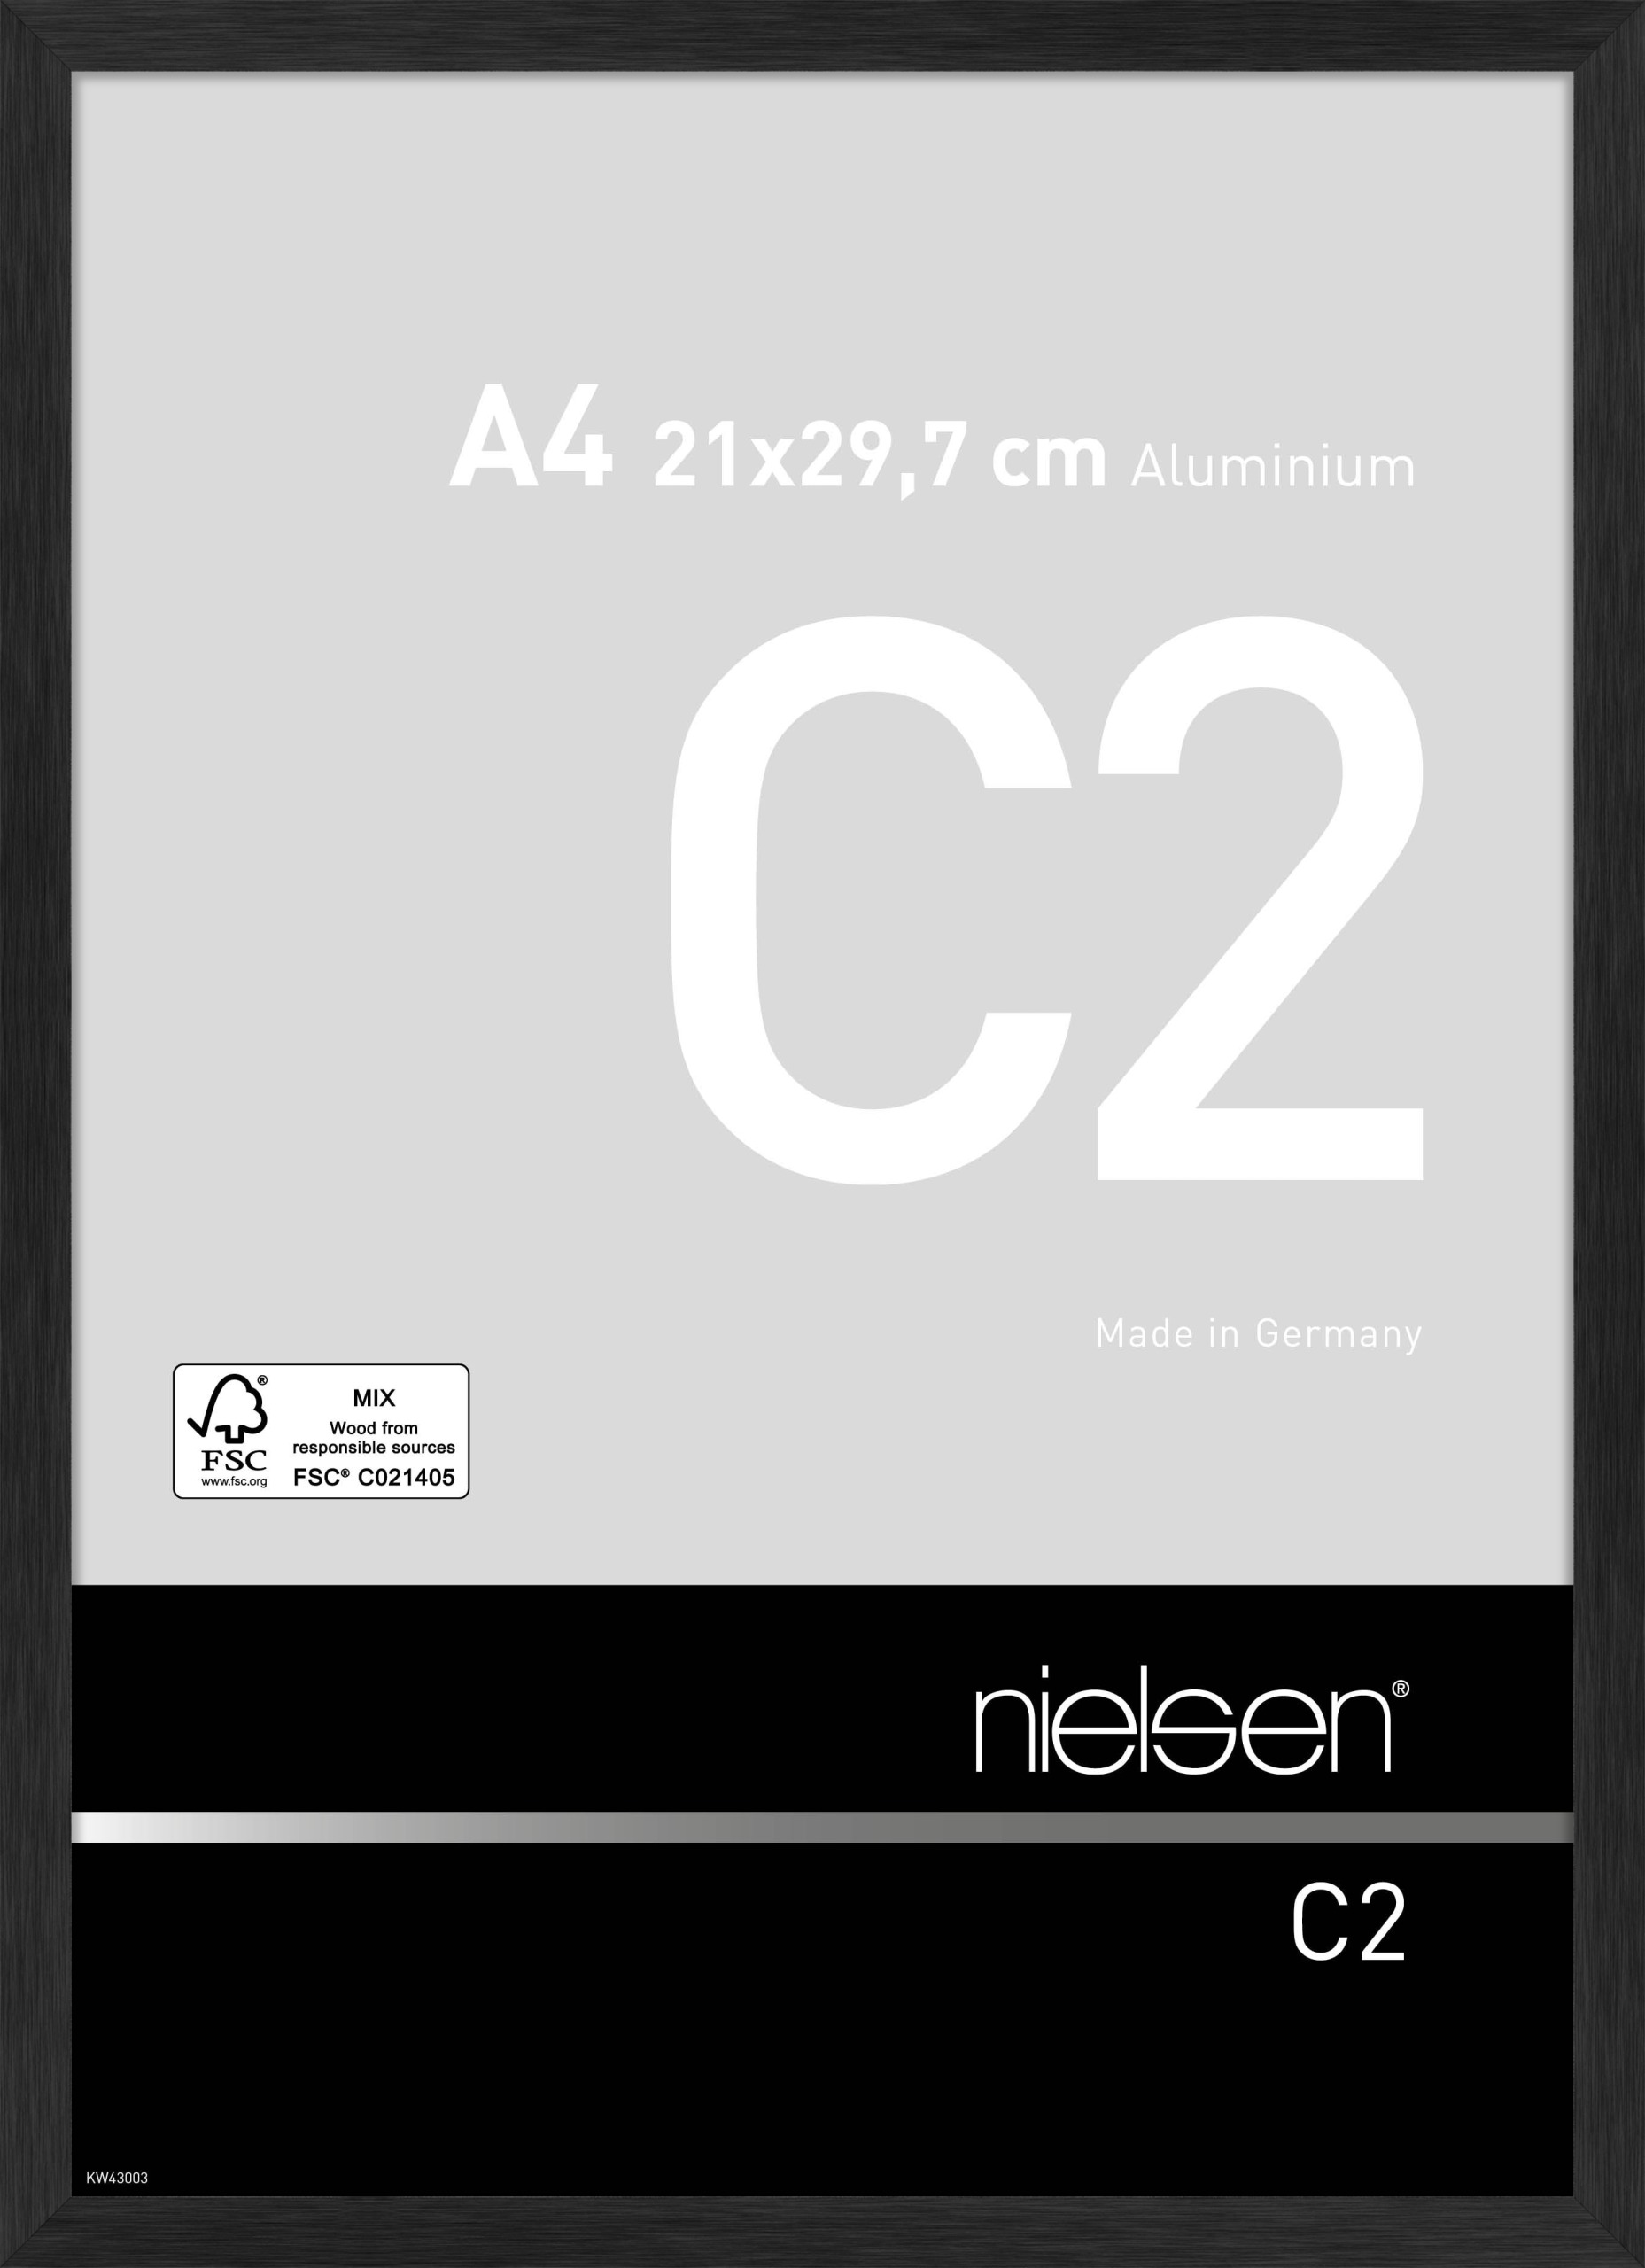 A4 21x29,7 cm Aluminium
C2
Made in Germany
®
MIX
Wood from
responsible sources
FSC
www.fsc.org
FSC® C021405
nielsen®
C2
KW43003